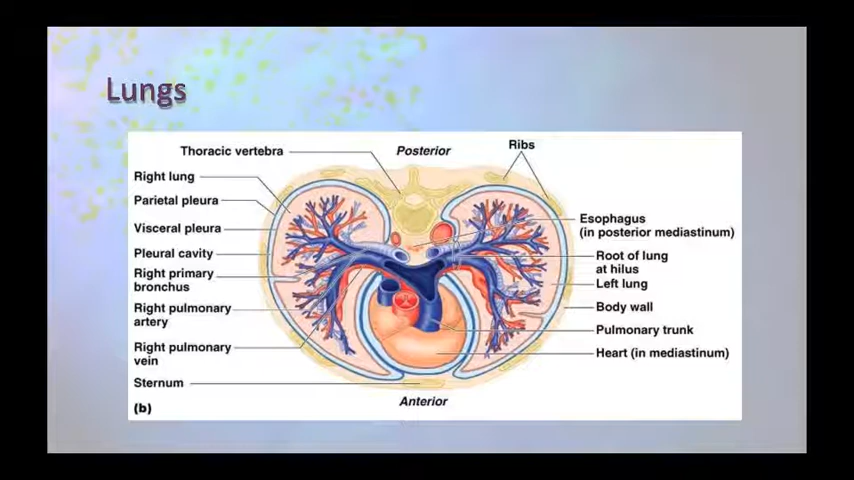 Lungs
Thoracic vertebra
Posterior
Ribs
Right lung
Parietal pleura
Visceral pleura
Pleural cavity
Right primary
bronchus
Right pulmonary
artery
Right pulmonary
vein
Sternum
(b)
Anterior
Esophagus
(in posterior mediastinum)
Root of lung
at hilus
Left lung
Body wall
Pulmonary trunk
Heart (in mediastinum)